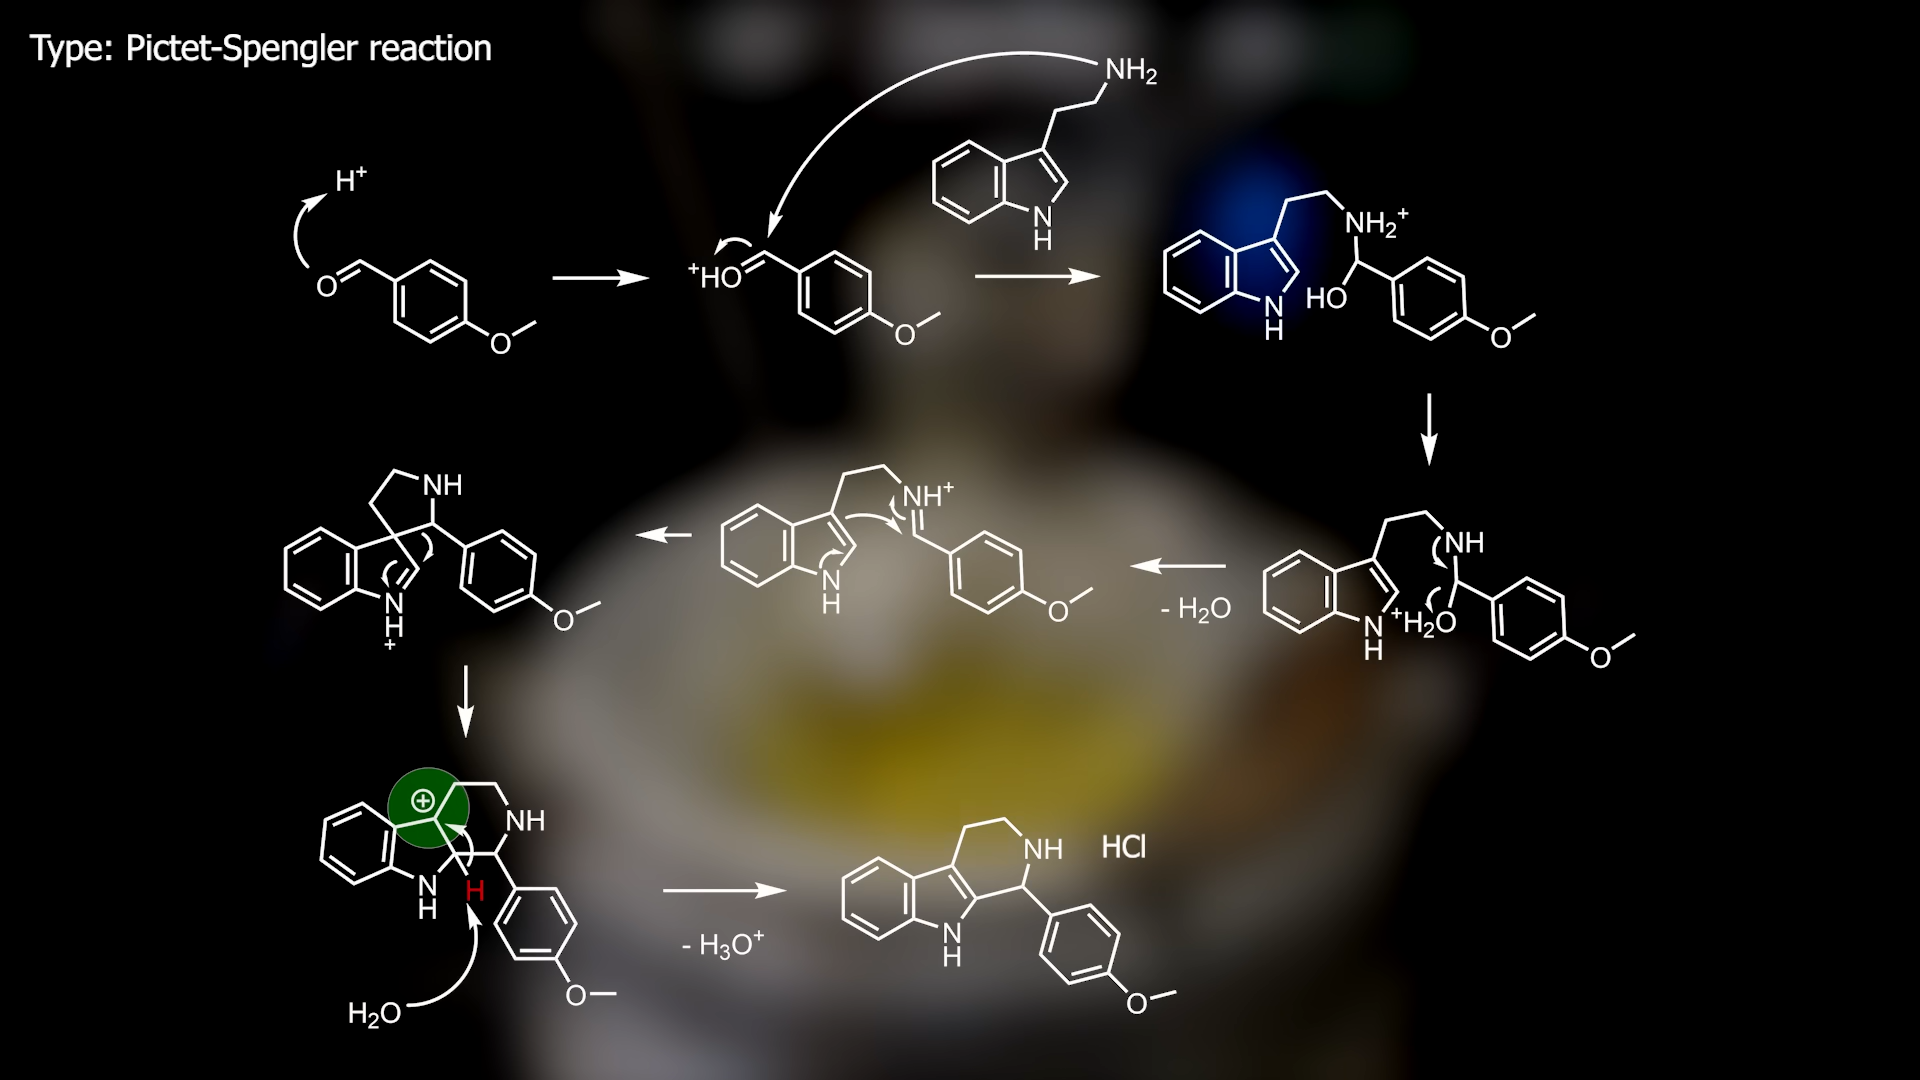 Type: Pictet-Spengler reaction
NH₂
H⁺
N
H
O
O
⁺HO
O
NH₂⁺
HO
N
H
O
NH
⁺H₂O
N
H
O
- H₂O
NH⁺
N
H
O
NH
N
H
+
O
⊕
NH
N
H
H
O
H₂O
- H₃O⁺
NH
HCl
N
H
O